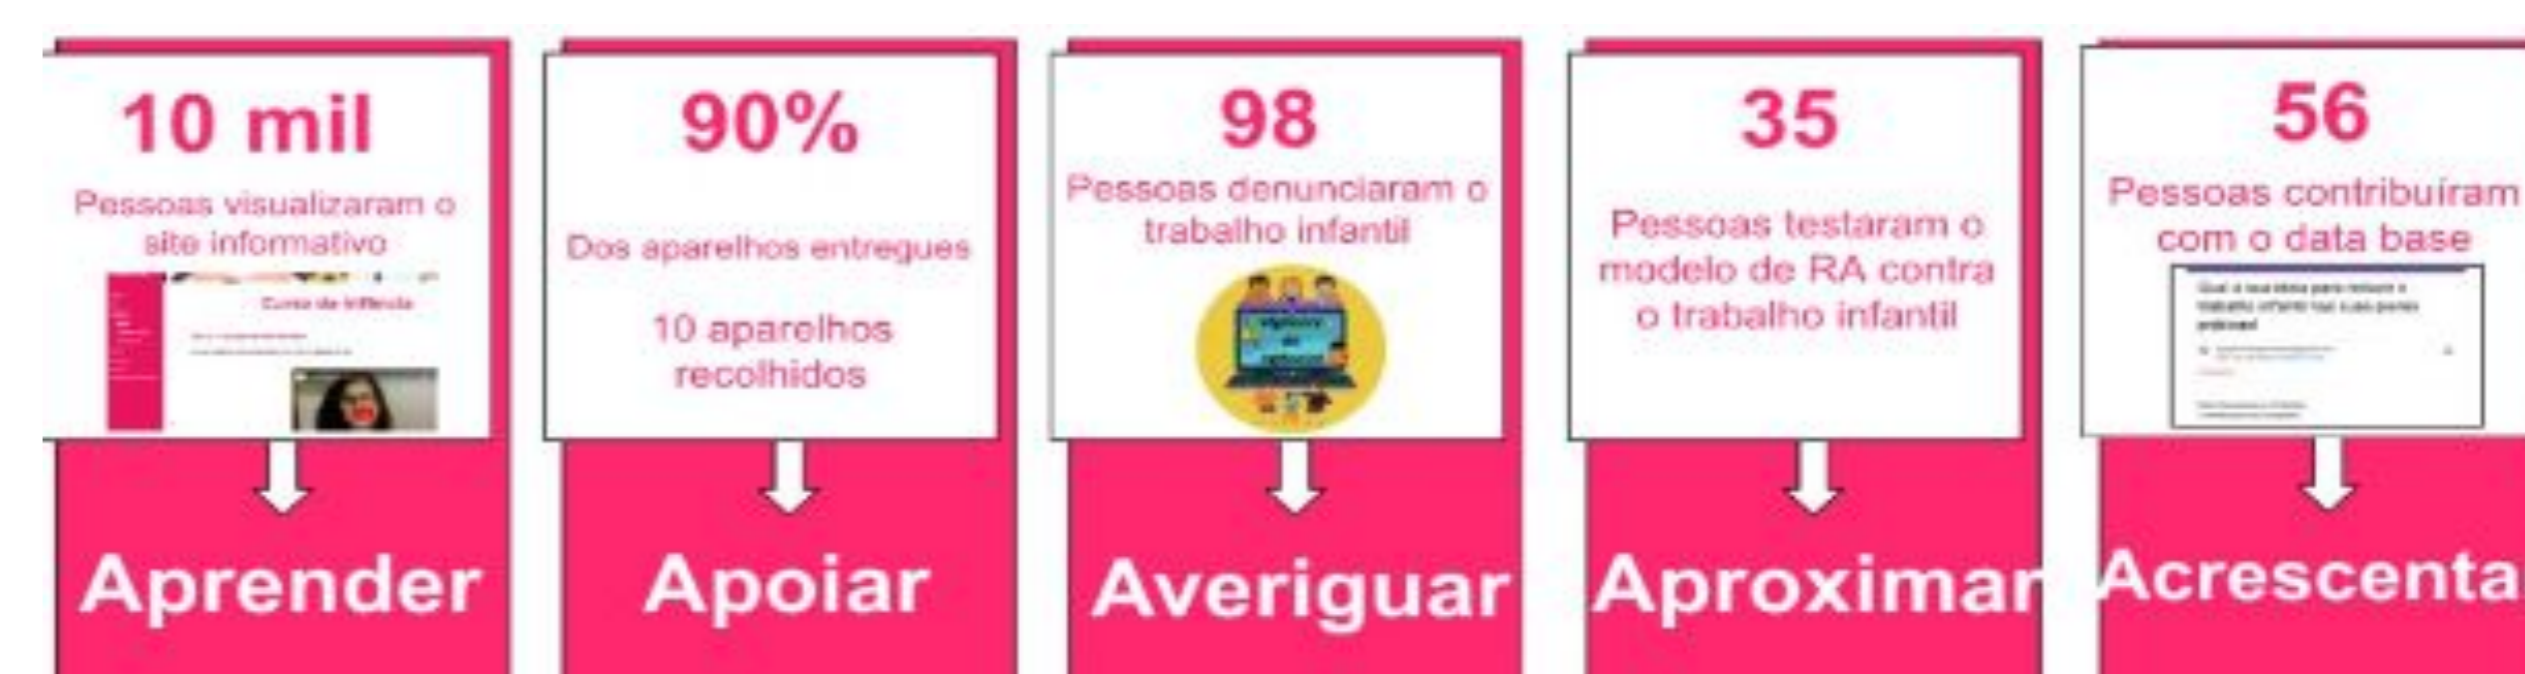 10 mil
Pessoas visualizaram o
site informativo
Aprender
90%
Dos aparelhos entregues
10 aparelhos
recolhidos
Apoiar
98
Pessoas denunciaram o
trabalho infantil
Averiguar
35
Pessoas testaram o
modelo de RA contra
o trabalho infantil
Aproximar
56
Pessoas contribuíram
com o data base
Acrescenta